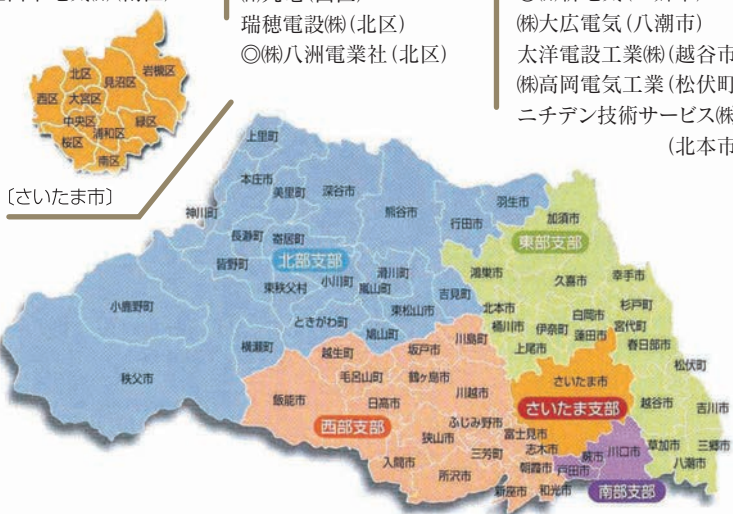 瑞穂電設㈱(北区)
◎㈱八洲電業社(北区)
㈱大広電気(八潮市)
太洋電設工業㈱(越谷市
㈱高岡電気工業(松伏町
ニチデン技術サービス㈱
(北本市
北区
見沼区
岩槻区
西区
大宮区
中央区
浦和区
緑区
桜区
南区
〔さいたま市〕
上里町
本庄市
美里町
深谷市
神川町
熊谷市
行田市
羽生市
加須市
東部支部
長瀞町
寄居町
北部支部
皆野町
滑川町
鴻巣市
久喜市
幸手市
小川町
嵐山町
東秩父村
吉見町
小鹿野町
東松山市
北本市
白岡市
杉戸町
ときがわ町
桶川市
伊奈町
蓮田市
宮代町
鳩山町
川島町
上尾市
春日部市
横瀬町
越生町
坂戸市
松伏町
秩父市
毛呂山町
鶴ヶ島市
さいたま市
飯能市
日高市
川越市
さいたま支部
越谷市
吉川市
西部支部
ふじみ野市
富士見市
狭山市
志木市
蕨市
川口市
草加市
三郷市
三芳町
朝霞市
戸田市
八潮市
入間市
所沢市
新座市
和光市
南部支部